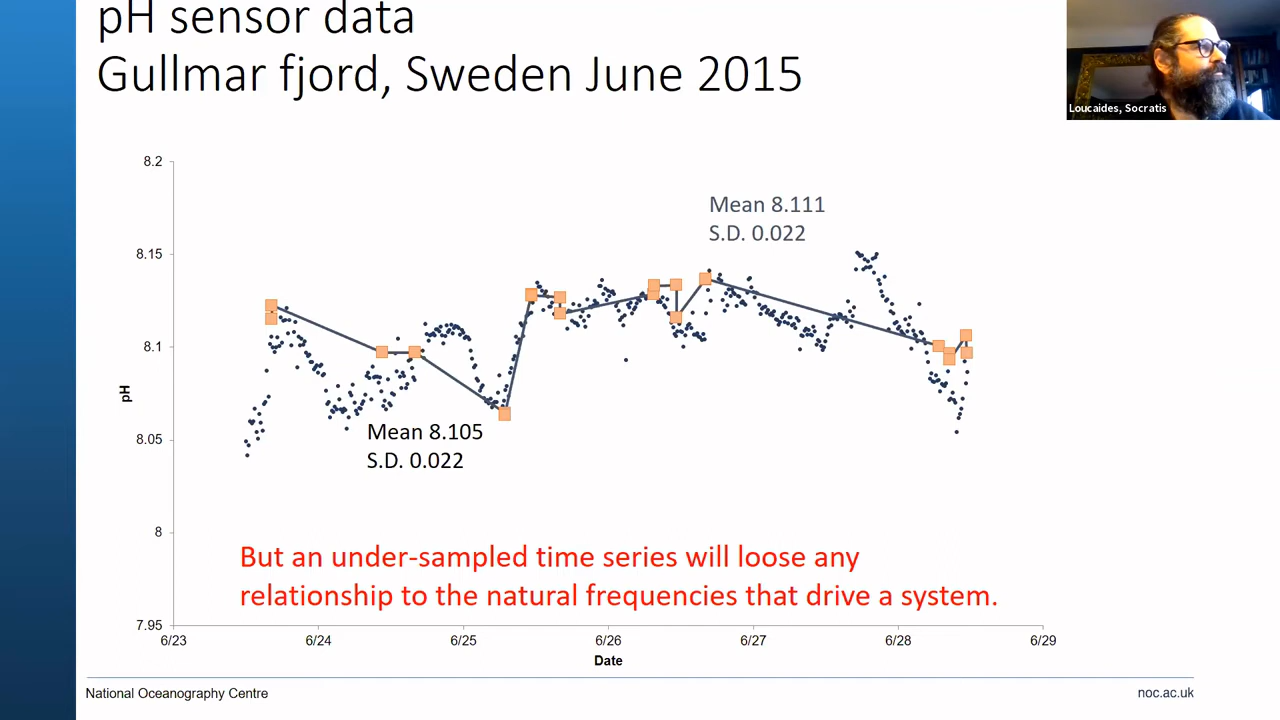 pH sensor data
Gullmar fjord, Sweden June 2015
Loucaides, Socratis
8.2
8.15
8.1
8.05
8
7.95
pH
Mean 8.111
S.D. 0.022
Mean 8.105
S.D. 0.022
But an under-sampled time series will loose any
relationship to the natural frequencies that drive a system.
6/23 6/24 6/25 6/26 6/27 6/28 6/29
Date
National Oceanography Centre
noc.ac.uk